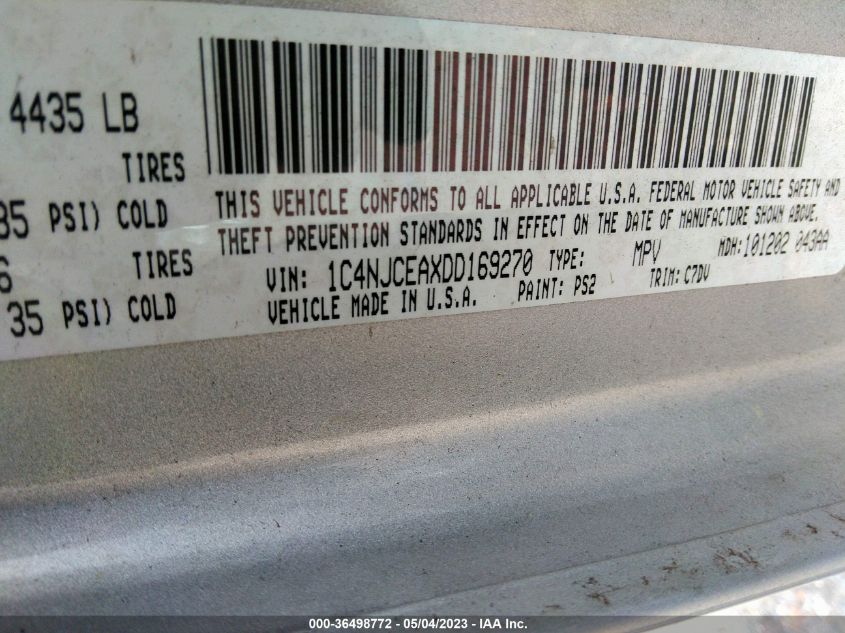 4435 LB
TIRES
35 PSI) COLD
6 TIRES
35 PSI) COLD
THIS VEHICLE CONFORMS TO ALL APPLICABLE U.S.A. FEDERAL MOTOR VEHICLE SAFETY AND
THEFT PREVENTION STANDARDS IN EFFECT ON THE DATE OF MANUFACTURE SHOWN ABOVE.
VIN: 1C4NJCEAXDD169270 TYPE: MPV MDH:101202 043AA
VEHICLE MADE IN U.S.A. PAINT: PS2 TRIM: C7DV
000-36498772 - 05/04/2023 - IAA Inc.